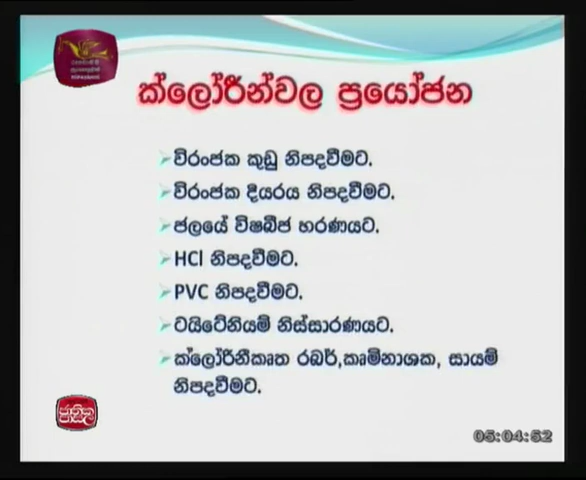 ක්ලෝරීන්වල ප්‍රයෝජන
විරංජක කුඩු නිපදවීමට.
විරංජක දියරය නිපදවීමට.
ජලයේ විෂබීජ හරණයට.
HCl නිපදවීමට.
PVC නිපදවීමට.
ටයිටේනියම් නිස්සාරණයට.
ක්ලෝරිනීකෘත රබර්,කෘමිනාශක, සායම්
නිපදවීමට.
ජාතික
පාසල
05:04:52